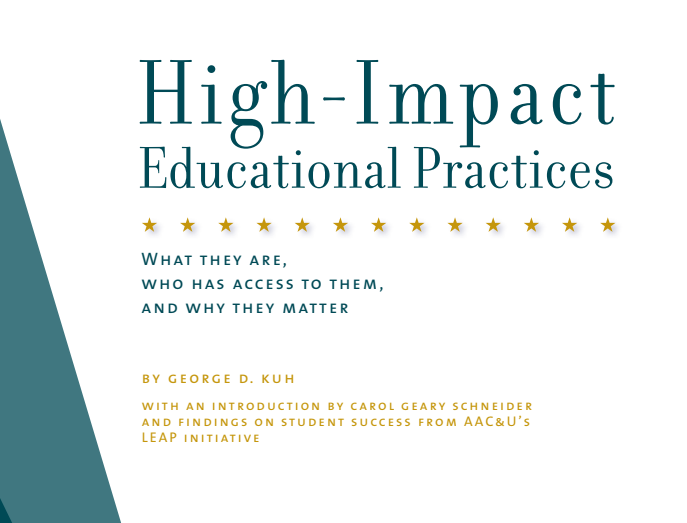 High-Impact
Educational Practices
What they are,
who has access to them,
and why they matter
by George D. Kuh
with an introduction by Carol Geary Schneider
and findings on student success from AAC&U's
LEAP initiative